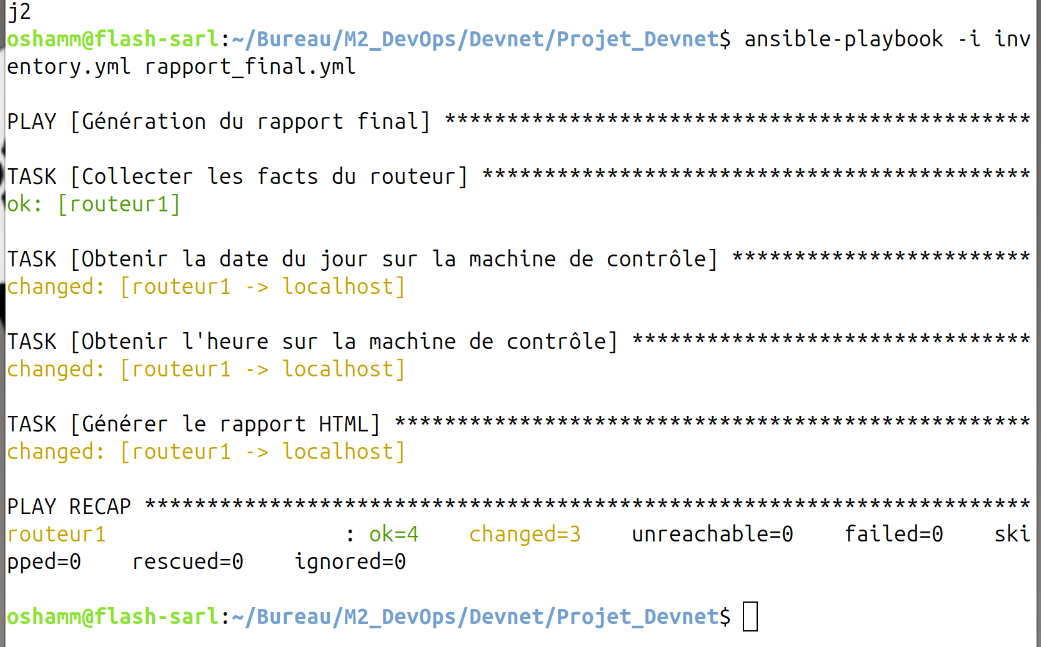 j2
oshamm@flash-sarl:~/Bureau/M2_DevOps/Devnet/Projet_Devnet$ ansible-playbook -i inv
entory.yml rapport_final.yml
PLAY [Génération du rapport final] ***********************************************
TASK [Collecter les facts du routeur] ********************************************
ok: [routeur1]
TASK [Obtenir la date du jour sur la machine de contrôle] ************************
changed: [routeur1 -> localhost]
TASK [Obtenir l'heure sur la machine de contrôle] ********************************
changed: [routeur1 -> localhost]
TASK [Générer le rapport HTML] ***************************************************
changed: [routeur1 -> localhost]
PLAY RECAP ***********************************************************************
routeur1                   : ok=4    changed=3    unreachable=0    failed=0    ski
pped=0    rescued=0    ignored=0
oshamm@flash-sarl:~/Bureau/M2_DevOps/Devnet/Projet_Devnet$